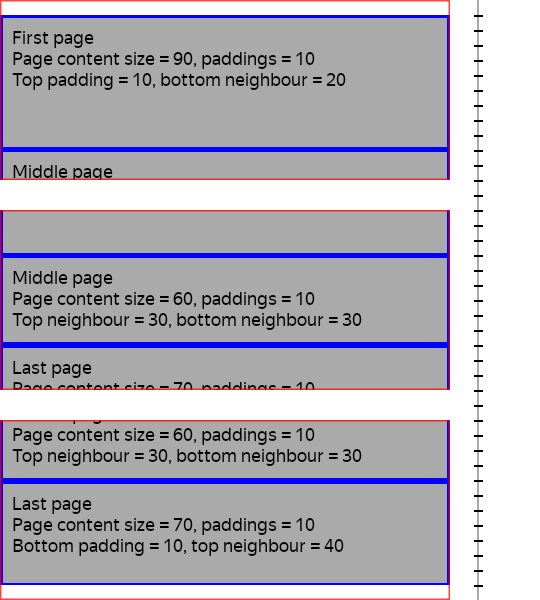 First page
Page content size = 90, paddings = 10
Top padding = 10, bottom neighbour = 20
Middle page
Middle page
Page content size = 60, paddings = 10
Top neighbour = 30, bottom neighbour = 30
Last page
Page content size = 70, paddings = 10
Page content size = 60, paddings = 10
Top neighbour = 30, bottom neighbour = 30
Last page
Page content size = 70, paddings = 10
Bottom padding = 10, top neighbour = 40